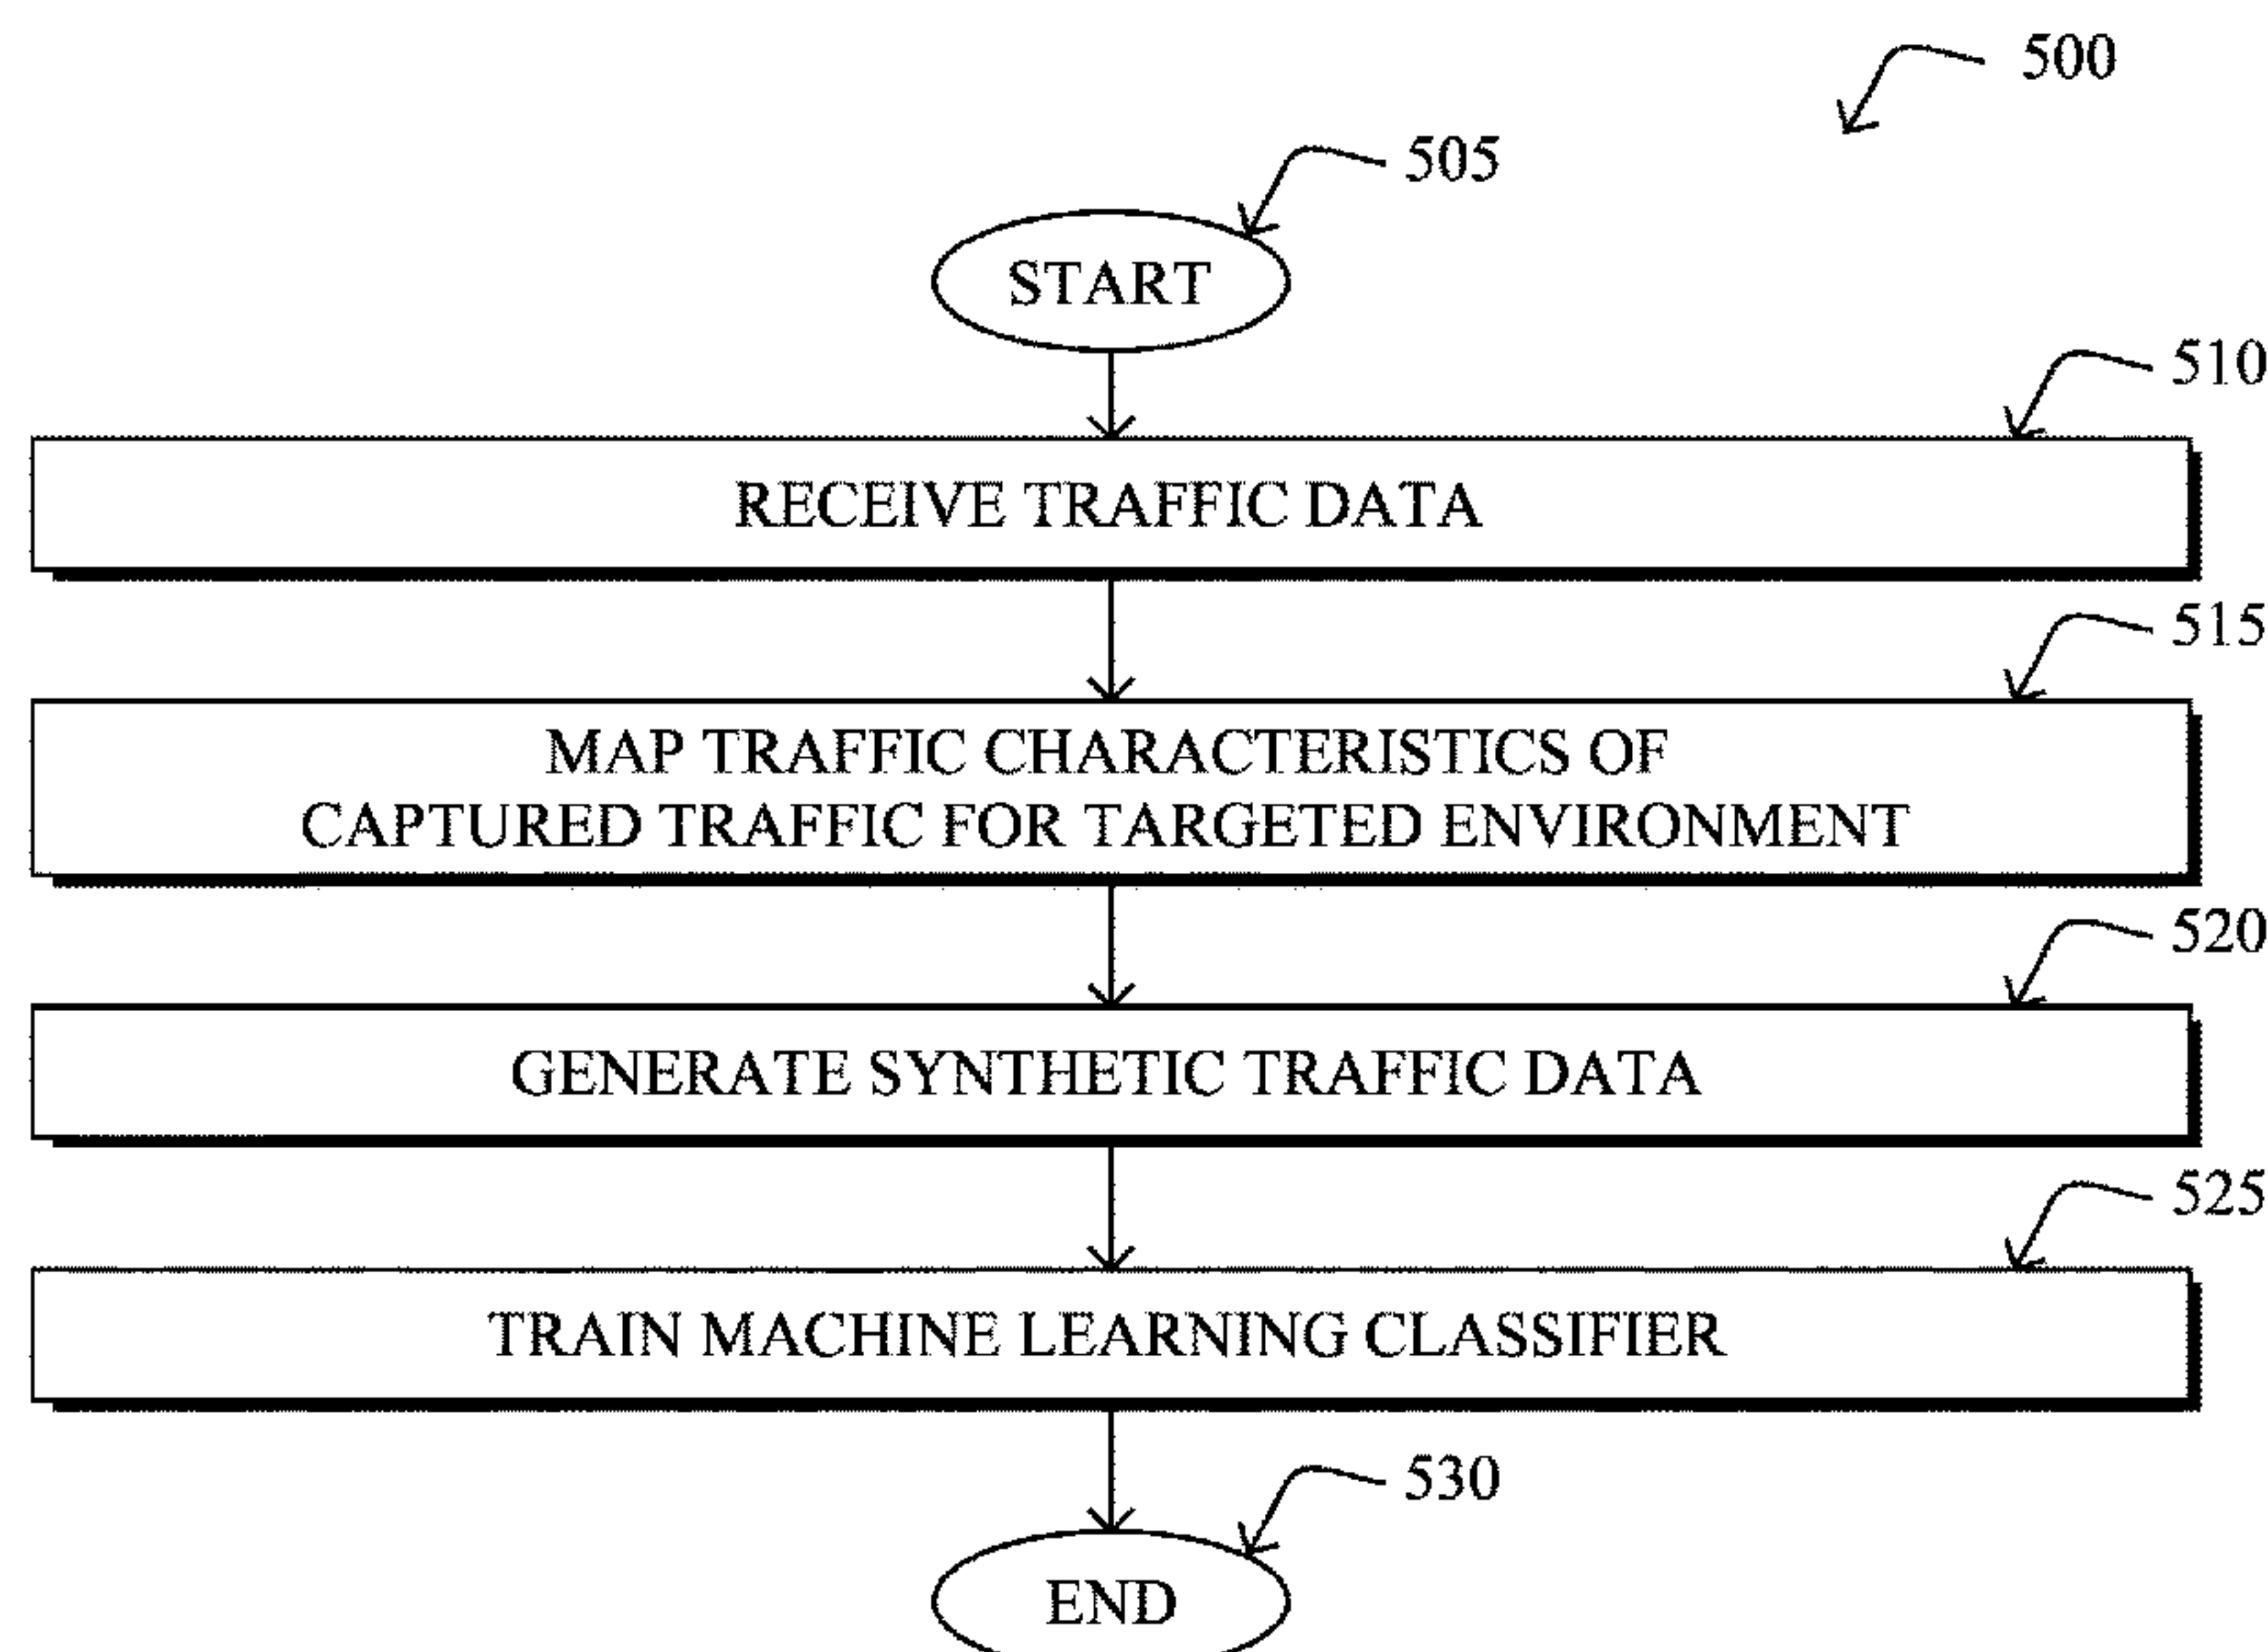 500
505
START
510
RECEIVE TRAFFIC DATA
515
MAP TRAFFIC CHARACTERISTICS OF
CAPTURED TRAFFIC FOR TARGETED ENVIRONMENT
520
GENERATE SYNTHETIC TRAFFIC DATA
525
TRAIN MACHINE LEARNING CLASSIFIER
530
END